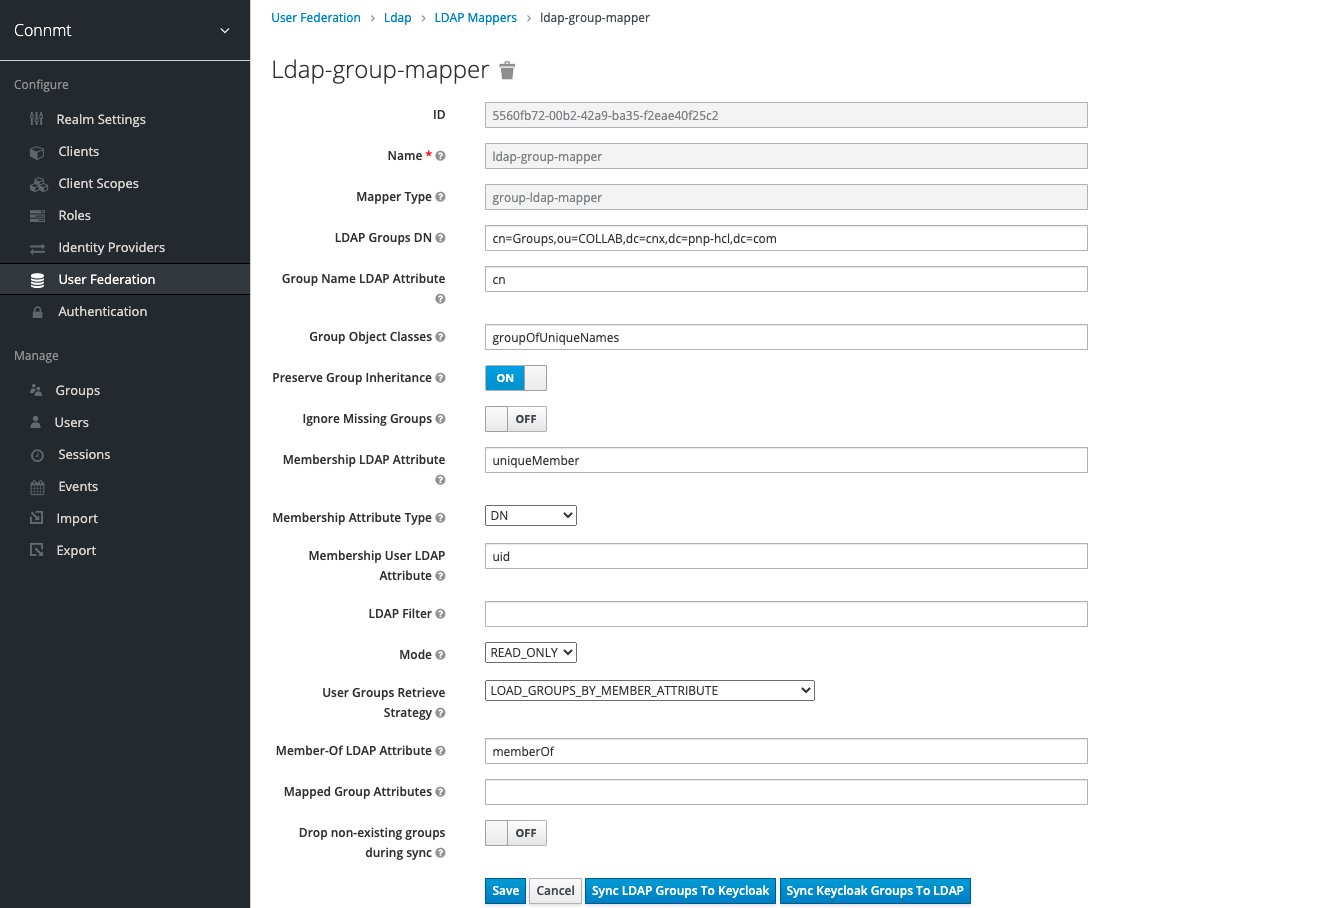 Connmt
Configure
Realm Settings
Clients
Client Scopes
Roles
Identity Providers
User Federation
Authentication
Manage
Groups
Users
Sessions
Events
Import
Export
User Federation > Ldap > LDAP Mappers > ldap-group-mapper
Ldap-group-mapper
ID 5560fb72-00b2-42a9-ba35-f2eae40f25c2
Name * ldap-group-mapper
Mapper Type group-ldap-mapper
LDAP Groups DN cn=Groups,ou=COLLAB,dc=cnx,dc=pnp-hcl,dc=com
Group Name LDAP Attribute cn
Group Object Classes groupOfUniqueNames
Preserve Group Inheritance ON
Ignore Missing Groups OFF
Membership LDAP Attribute uniqueMember
Membership Attribute Type DN
Membership User LDAP uid
Attribute
LDAP Filter
Mode READ_ONLY
User Groups Retrieve LOAD_GROUPS_BY_MEMBER_ATTRIBUTE
Strategy
Member-Of LDAP Attribute memberOf
Mapped Group Attributes
Drop non-existing groups OFF
during sync
Save Cancel Sync LDAP Groups To Keycloak Sync Keycloak Groups To LDAP